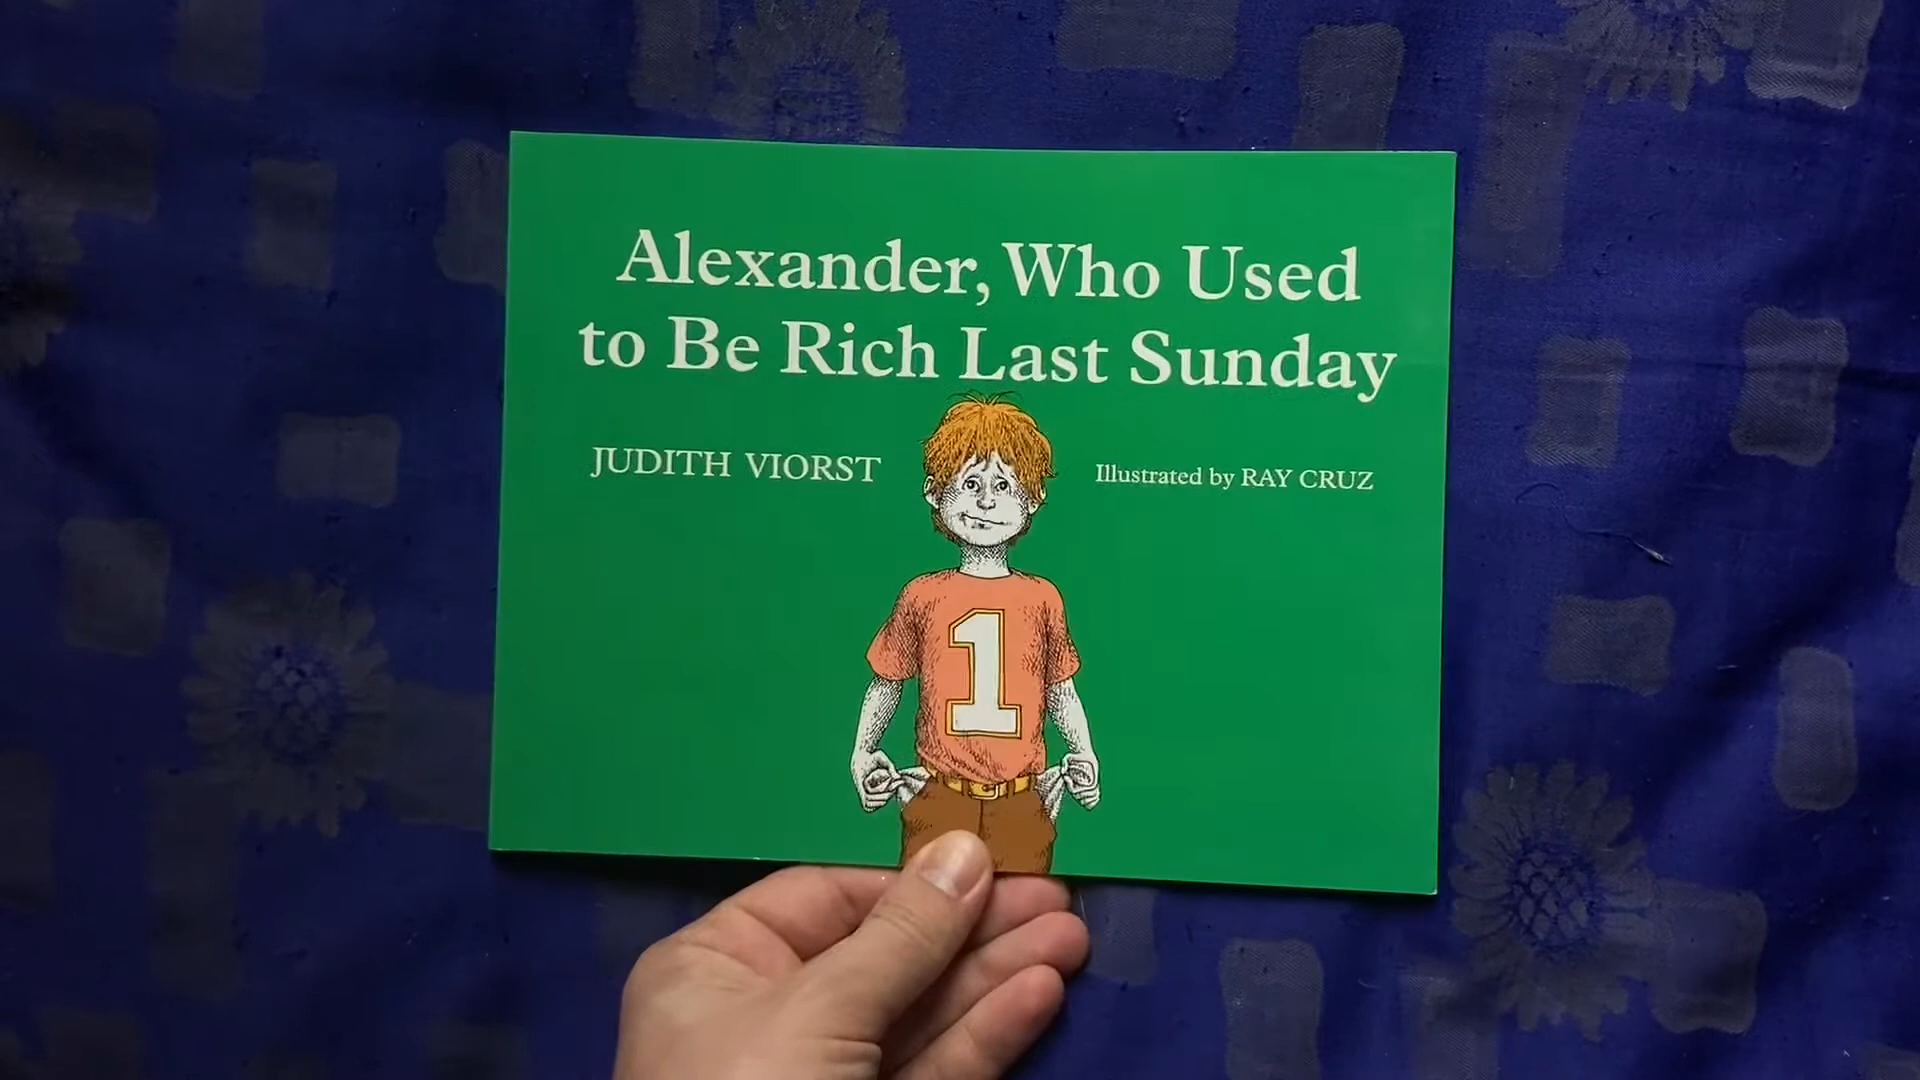 Alexander, Who Used
to Be Rich Last Sunday
JUDITH VIORST
Illustrated by RAY CRUZ
1